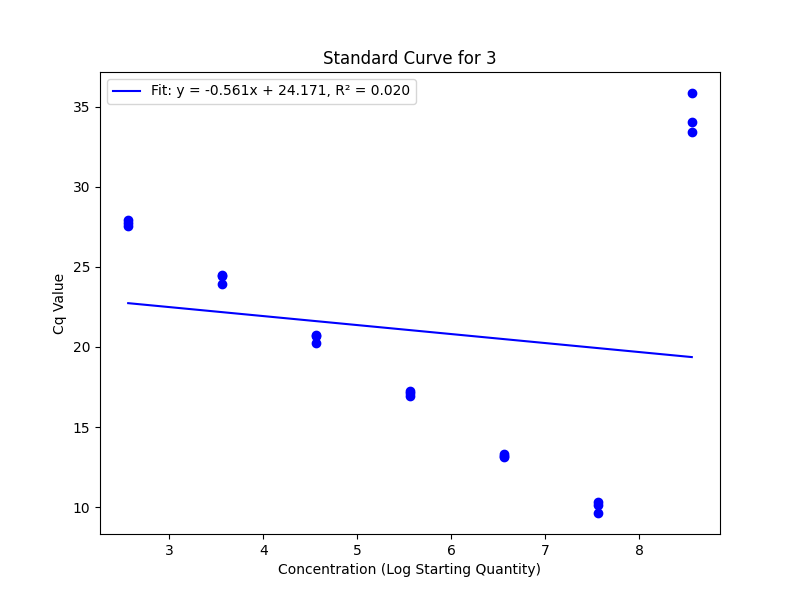 Standard Curve for 3
Fit: y = -0.561x + 24.171, R² = 0.020
35
30
25
20
15
10
Cq Value
3 4 5 6 7 8
Concentration (Log Starting Quantity)